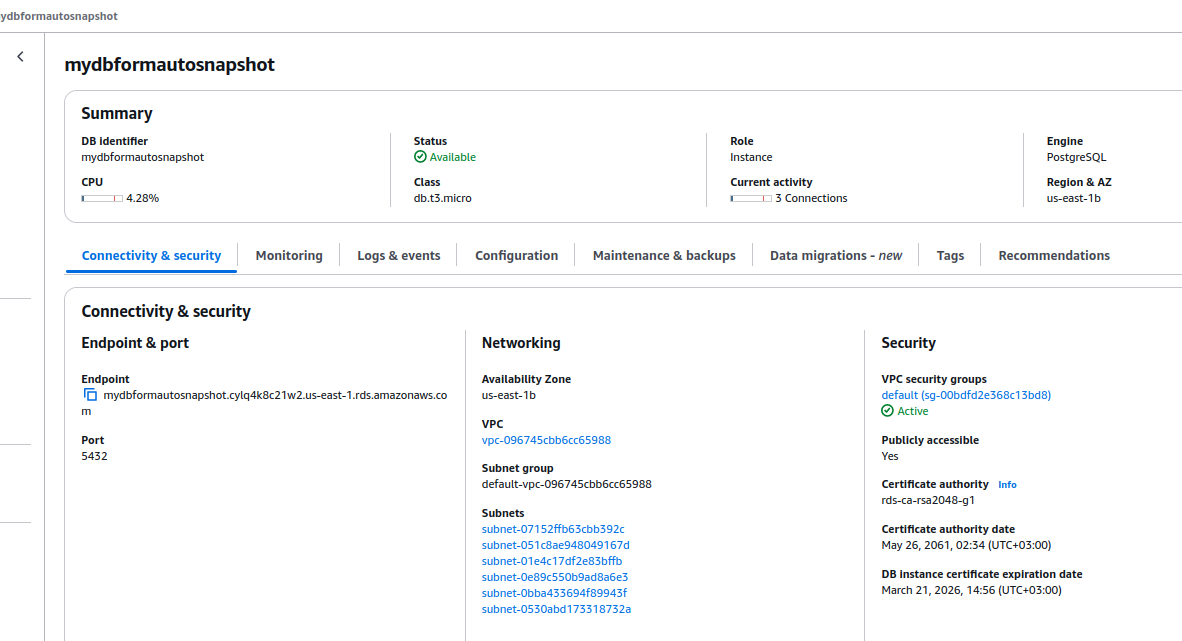 ydbformautosnapshot
mydbformautosnapshot
Summary
DB identifier
mydbformautosnapshot
CPU
4.28%
Status
Available
Class
db.t3.micro
Role
Instance
Current activity
3 Connections
Engine
PostgreSQL
Region & AZ
us-east-1b
Connectivity & security
Monitoring
Logs & events
Configuration
Maintenance & backups
Data migrations - new
Tags
Recommendations
Connectivity & security
Endpoint & port
Endpoint
mydbformautosnapshot.cylq4k8c21w2.us-east-1.rds.amazonaws.co
m
Port
5432
Networking
Availability Zone
us-east-1b
VPC
vpc-096745cbb6cc65988
Subnet group
default-vpc-096745cbb6cc65988
Subnets
subnet-07152ffb63cbb392c
subnet-051c8ae948049167d
subnet-01e4c17df2e83bffb
subnet-0e89c550b9ad8a6e3
subnet-0bba433694f89943f
subnet-0530abd173318732a
Security
VPC security groups
default (sg-00bdfd2e368c13bd8)
Active
Publicly accessible
Yes
Certificate authority Info
rds-ca-rsa2048-g1
Certificate authority date
May 26, 2061, 02:34 (UTC+03:00)
DB instance certificate expiration date
March 21, 2026, 14:56 (UTC+03:00)